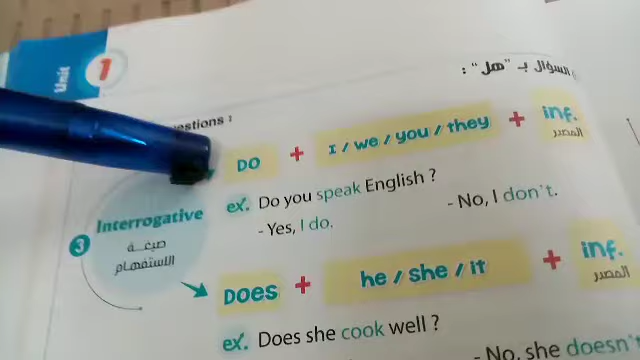 Unit 1
السؤال بـ "هل" :
: 
DO + I / we / you / they + inf.
المصدر
ex. Do you speak English ?
- Yes, I do. - No, I don't.
3 Interrogative
صيغة
الاستفهام
DOES + he / she / it + inf.
المصدر
ex. Does she cook well ?
- No, she doesn't